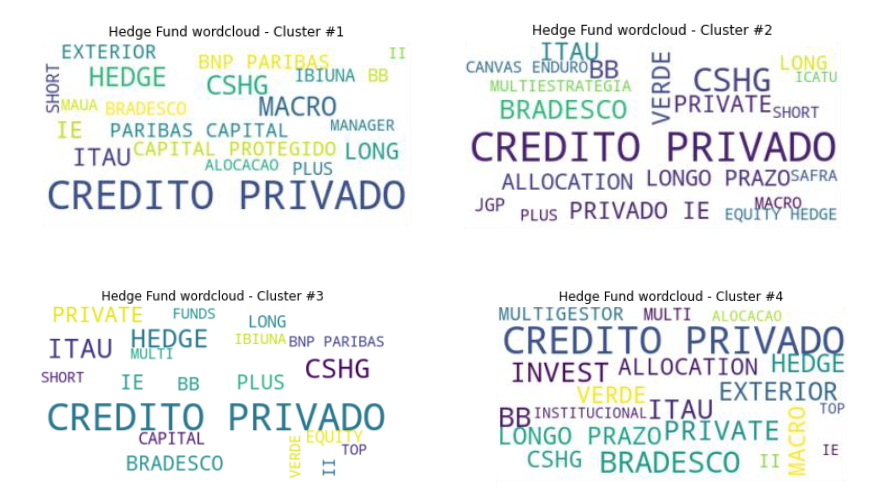 Hedge Fund wordcloud - Cluster #1
EXTERIOR
BNP PARIBAS
II
SHORT
HEDGE
CSHG
IBIUNA
BB
MAUA
BRADESCO
MACRO
IE
PARIBAS CAPITAL
MANAGER
ITAU
CAPITAL PROTEGIDO
LONG
ALOCACAO
PLUS
CREDITO PRIVADO
Hedge Fund wordcloud - Cluster #2
ITAU
CANVAS ENDURO
BB
VERDE
LONG
ICATU
MULTIESTRATEGIA
CSHG
BRADESCO
PRIVATE
SHORT
CREDITO PRIVADO
ALLOCATION
LONGO PRAZO
SAFRA
JGP
PLUS
PRIVADO IE
MACRO
EQUITY HEDGE
Hedge Fund wordcloud - Cluster #3
PRIVATE
FUNDS
LONG
ITAU
HEDGE
MULTI
IBIUNA
BNP PARIBAS
SHORT
IE
BB
PLUS
CSHG
CREDITO PRIVADO
CAPITAL
VERDE
EQUITY
TOP
BRADESCO
II
Hedge Fund wordcloud - Cluster #4
MULTIGESTOR
MULTI
ALOCACAO
CREDITO PRIVADO
INVEST
ALLOCATION
HEDGE
VERDE
EXTERIOR
BB
INSTITUCIONAL
ITAU
TOP
LONGO PRAZO
PRIVATE
MACRO
IE
CSHG
BRADESCO
II